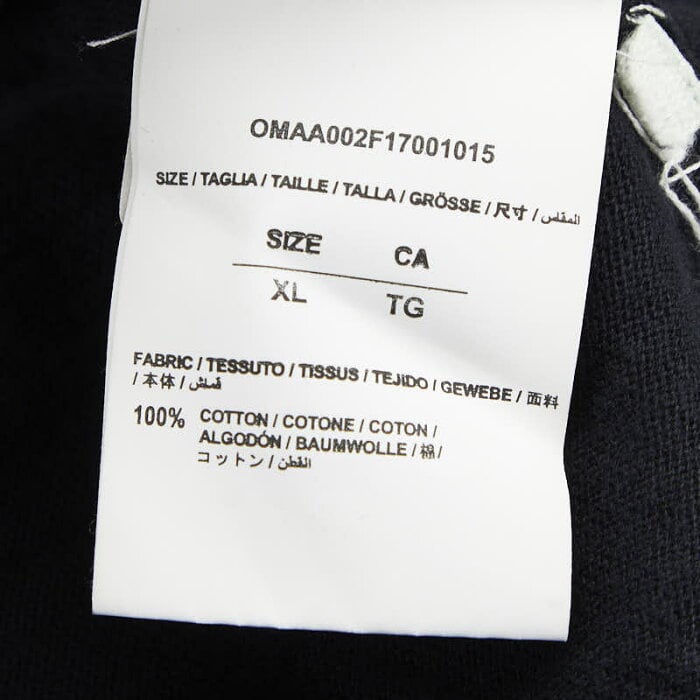 OMAA002F17001015
SIZE / TAGLIA / TAILLE / TALLA / GRÖSSE / 尺寸 / المقاس
SIZE CA
XL TG
FABRIC / TESSUTO / TISSUS / TEJIDO / GEWEBE / 面料
/ 本体 / قماش /
100% COTTON / COTONE / COTON /
ALGODÓN / BAUMWOLLE / 棉 /
コットン / القطن /